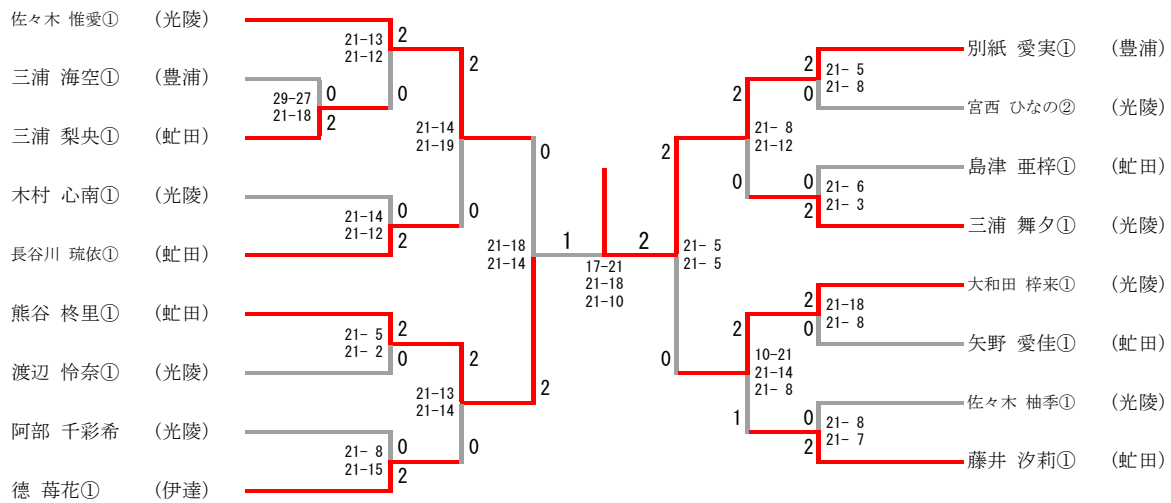 佐々木 惟愛① (光陵)
三浦 海空① (豊浦)
三浦 梨央① (虻田)
木村 心南① (光陵)
長谷川 琉依① (虻田)
熊谷 柊里① (虻田)
渡辺 怜奈① (光陵)
阿部 千彩希 (光陵)
德 苺花① (伊達)
21-13 2
21-12
0
29-27 0
21-18 2
2
21-14
21-19
0
21-14 0
21-12 2
21- 5 2
21- 2 0
2
21-13
21-14
0
21- 8 0
21-15 2
0
21-18
21-14
2
1
2
17-21
21-18
21-10
2
21- 5
21- 5
0
2
21- 8
21-12
0
2 21- 5
0 21- 8
0 21- 6
2 21- 3
2
10-21
21-14
21- 8
1
2 21-18
0 21- 8
0 21- 8
2 21- 7
別紙 愛実① (豊浦)
宮西 ひなの② (光陵)
島津 亜梓① (虻田)
三浦 舞夕① (光陵)
大和田 梓来① (光陵)
矢野 愛佳① (虻田)
佐々木 柚季① (光陵)
藤井 汐莉① (虻田)